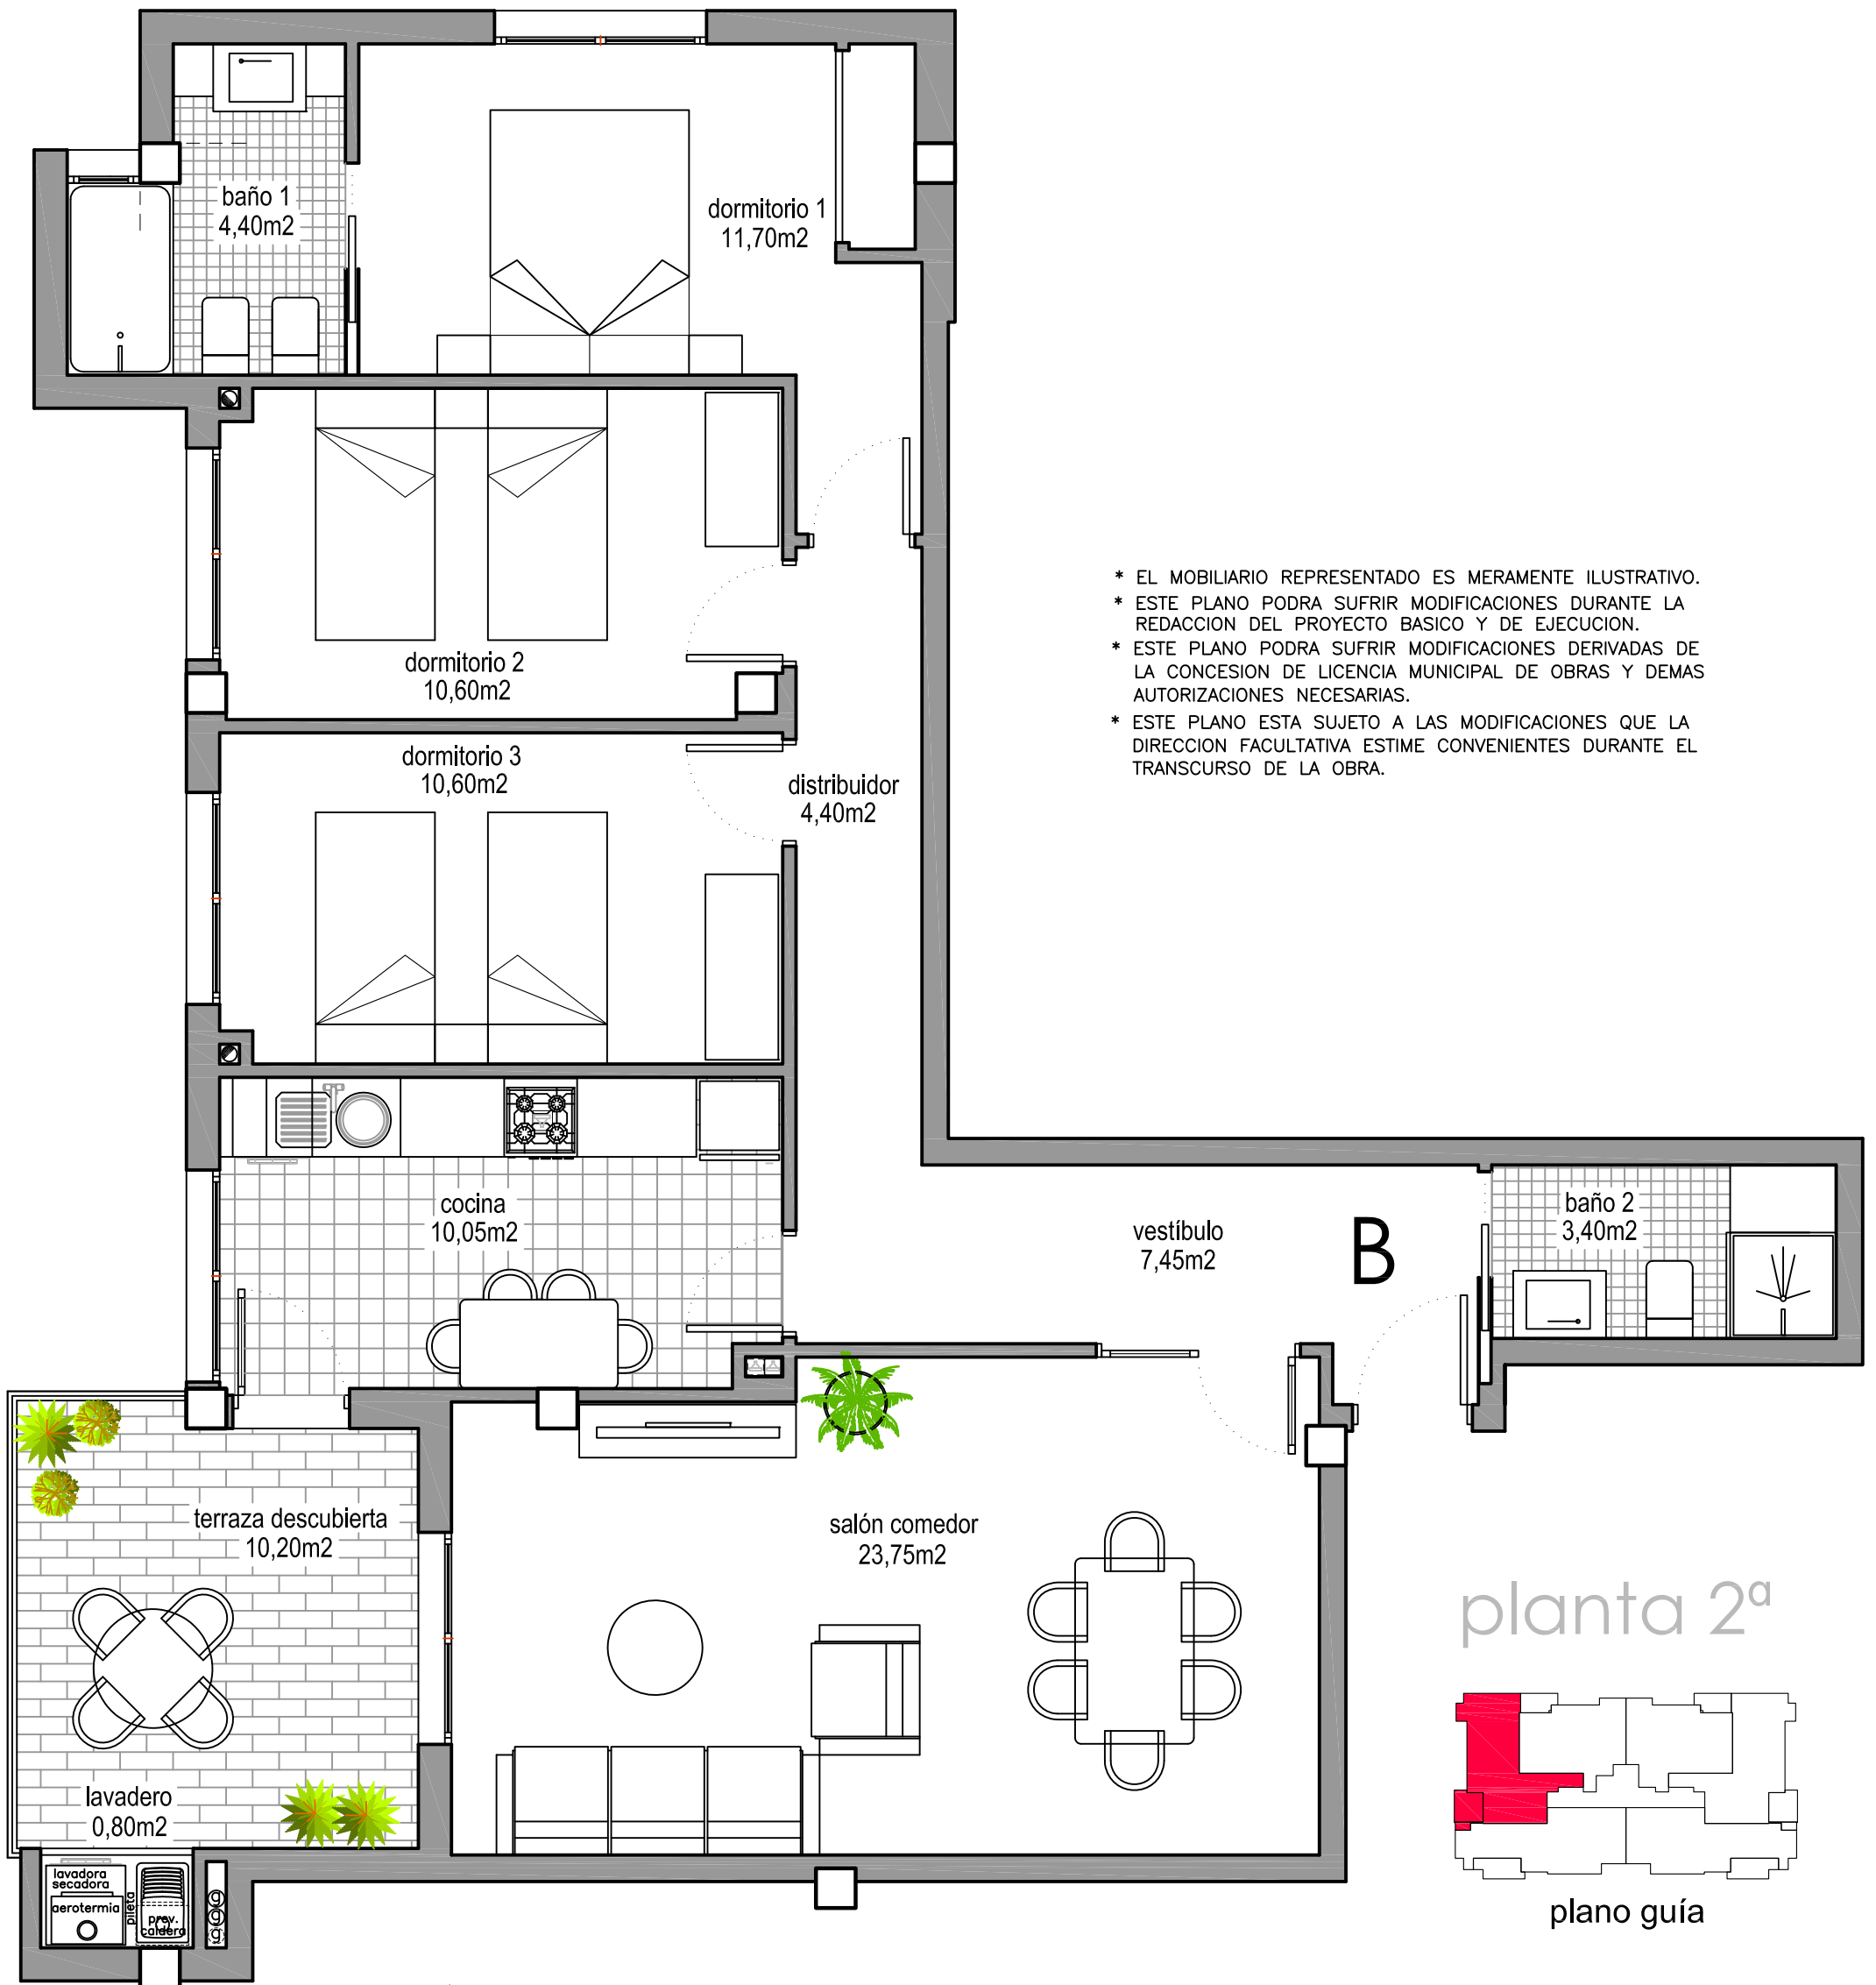 baño 1
4,40m2
dormitorio 1
11,70m2
dormitorio 2
10,60m2
dormitorio 3
10,60m2
distribuidor
4,40m2
* EL MOBILIARIO REPRESENTADO ES MERAMENTE ILUSTRATIVO.
* ESTE PLANO PODRA SUFRIR MODIFICACIONES DURANTE LA
REDACCION DEL PROYECTO BASICO Y DE EJECUCION.
* ESTE PLANO PODRA SUFRIR MODIFICACIONES DERIVADAS DE
LA CONCESION DE LICENCIA MUNICIPAL DE OBRAS Y DEMAS
AUTORIZACIONES NECESARIAS.
* ESTE PLANO ESTA SUJETO A LAS MODIFICACIONES QUE LA
DIRECCION FACULTATIVA ESTIME CONVENIENTES DURANTE EL
TRANSCURSO DE LA OBRA.
cocina
10,05m2
vestíbulo
7,45m2
B
baño 2
3,40m2
terraza descubierta
10,20m2
salón comedor
23,75m2
lavadero
0,80m2
lavadora
secadora
aerotermia
pileta
prev.
caldera
g
g
g
planta 2ª
plano guía